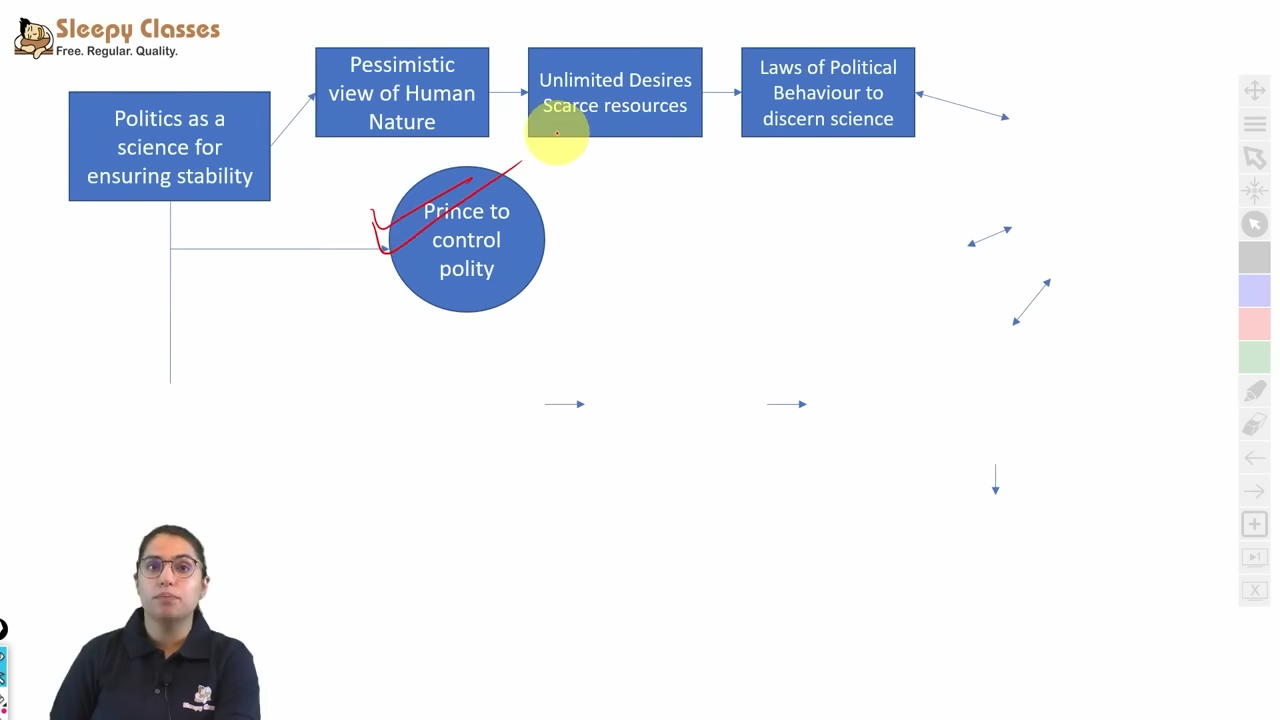 Sleepy Classes
Free. Regular. Quality.
Politics as a
science for
ensuring stability
Pessimistic
view of Human
Nature
Unlimited Desires
Scarce resources
Laws of Political
Behaviour to
discern science
Prince to
control
polity